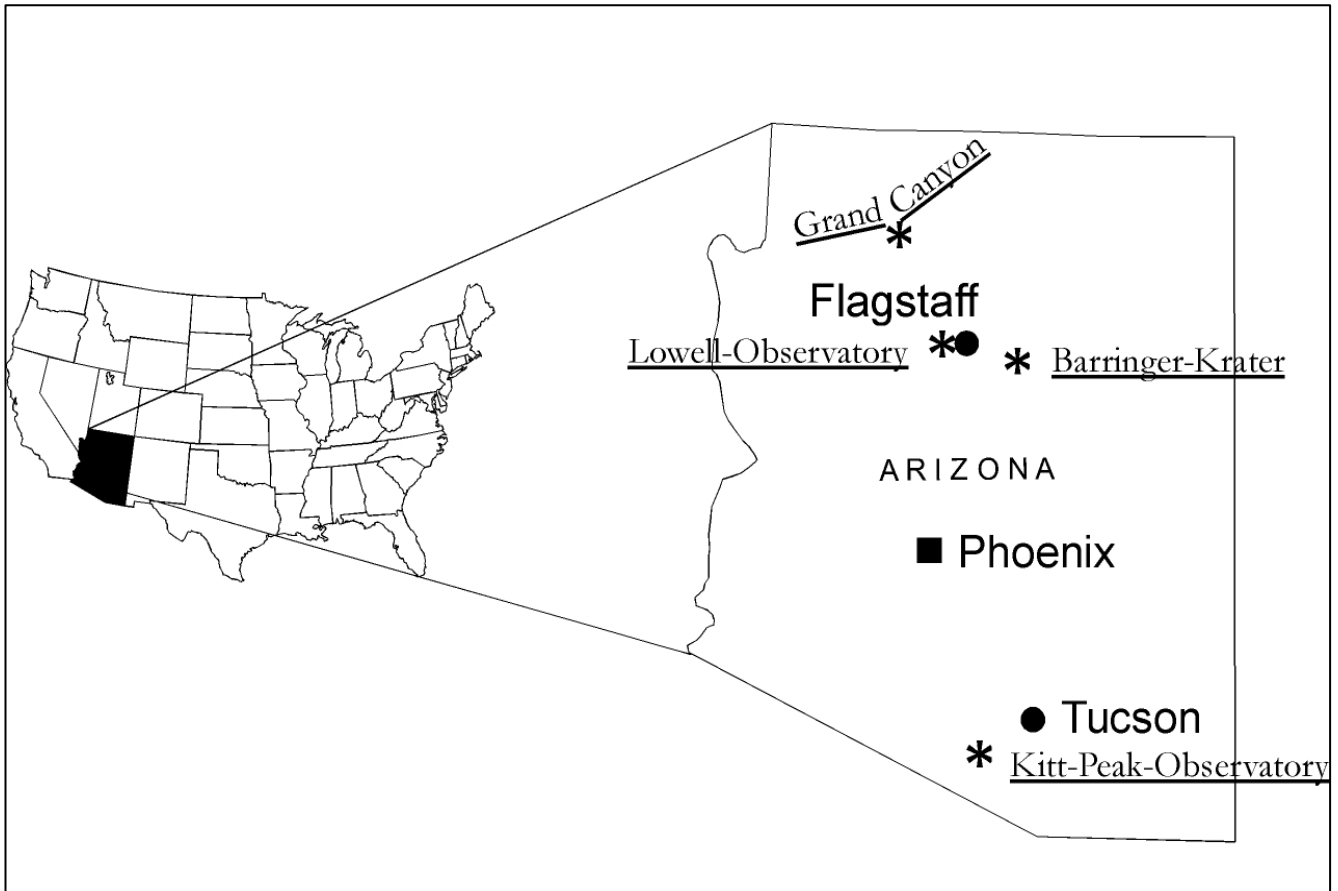 Grand Canyon
Flagstaff
Lowell-Observatory
Barringer-Krater
ARIZONA
Phoenix
Tucson
Kitt-Peak-Observatory